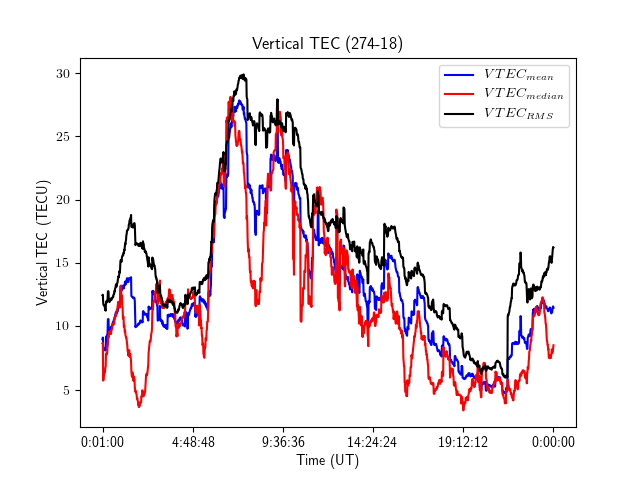 Vertical TEC (274-18)
VTEC_mean
VTEC_median
VTEC_RMS
Vertical TEC (TECU)
30
25
20
15
10
5
0:01:00 4:48:48 9:36:36 14:24:24 19:12:12 0:00:00
Time (UT)